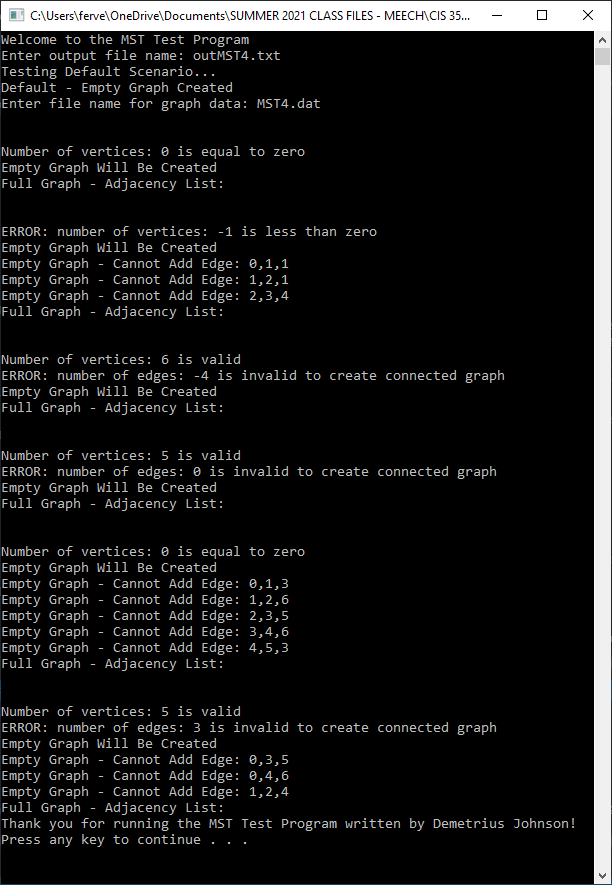 C:\Users\ferve\OneDrive\Documents\SUMMER 2021 CLASS FILES - MEECH\CIS 35...
Welcome to the MST Test Program
Enter output file name: outMST4.txt
Testing Default Scenario...
Default - Empty Graph Created
Enter file name for graph data: MST4.dat
Number of vertices: 0 is equal to zero
Empty Graph Will Be Created
Full Graph - Adjacency List:
ERROR: number of vertices: -1 is less than zero
Empty Graph Will Be Created
Empty Graph - Cannot Add Edge: 0,1,1
Empty Graph - Cannot Add Edge: 1,2,1
Empty Graph - Cannot Add Edge: 2,3,4
Full Graph - Adjacency List:
Number of vertices: 6 is valid
ERROR: number of edges: -4 is invalid to create connected graph
Empty Graph Will Be Created
Full Graph - Adjacency List:
Number of vertices: 5 is valid
ERROR: number of edges: 0 is invalid to create connected graph
Empty Graph Will Be Created
Full Graph - Adjacency List:
Number of vertices: 0 is equal to zero
Empty Graph Will Be Created
Empty Graph - Cannot Add Edge: 0,1,3
Empty Graph - Cannot Add Edge: 1,2,6
Empty Graph - Cannot Add Edge: 2,3,5
Empty Graph - Cannot Add Edge: 3,4,6
Empty Graph - Cannot Add Edge: 4,5,3
Full Graph - Adjacency List:
Number of vertices: 5 is valid
ERROR: number of edges: 3 is invalid to create connected graph
Empty Graph Will Be Created
Empty Graph - Cannot Add Edge: 0,3,5
Empty Graph - Cannot Add Edge: 0,4,6
Empty Graph - Cannot Add Edge: 1,2,4
Full Graph - Adjacency List:
Thank you for running the MST Test Program written by Demetrius Johnson!
Press any key to continue . . .